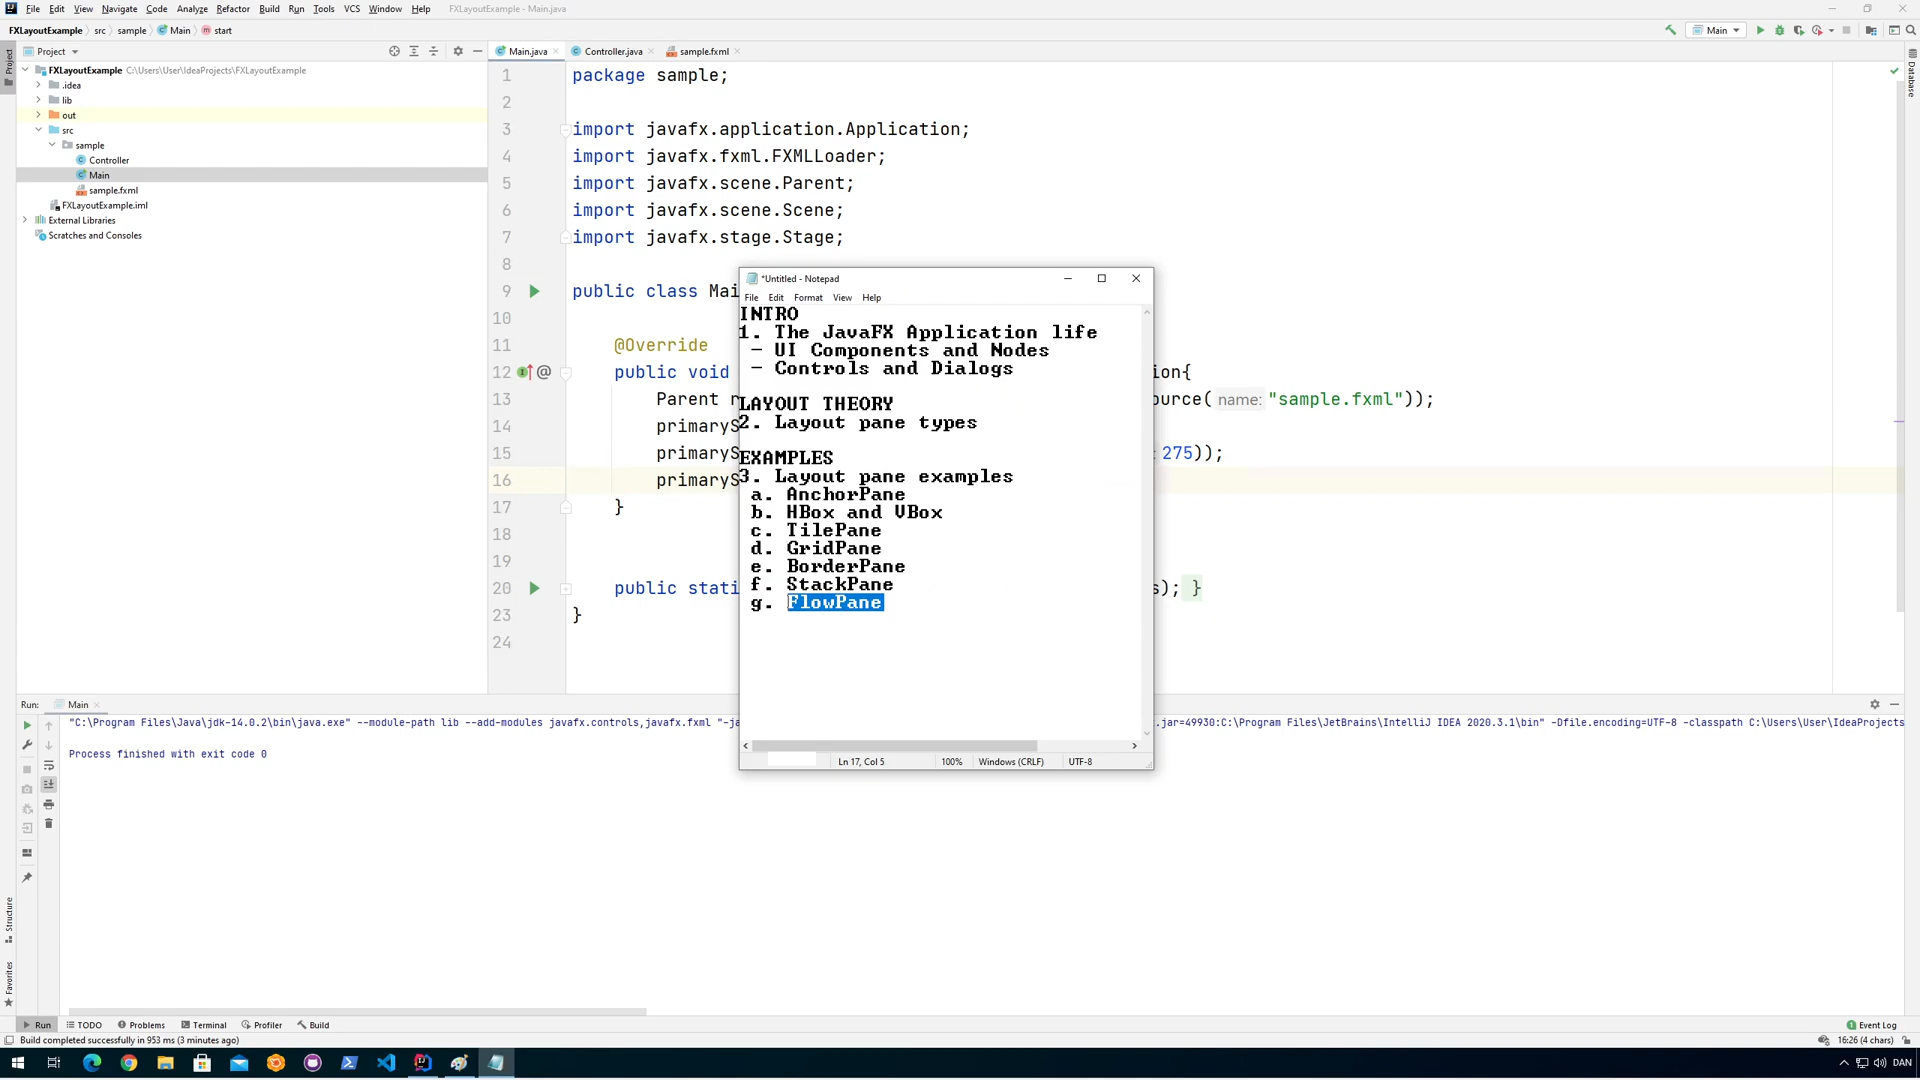 File Edit View Navigate Code Analyze Refactor Build Run Tools VCS Window Help FXLayoutExample - Main.java
FXLayoutExample src sample Main start
Main
Project
Main.java Controller.java sample.fxml
Project
Database
FXLayoutExample C:\Users\User\IdeaProjects\FXLayoutExample
.idea
lib
out
src
sample
Controller
Main
sample.fxml
FXLayoutExample.iml
External Libraries
Scratches and Consoles
1 package sample;
2
3 import javafx.application.Application;
4 import javafx.fxml.FXMLLoader;
5 import javafx.scene.Parent;
6 import javafx.scene.Scene;
7 import javafx.stage.Stage;
8
9 public class Mai
10
11 @Override
12 public void ion{
13 Parent r ource( name: "sample.fxml"));
14 primaryS
15 primaryS : 275));
16 primaryS
17 }
18
19
20 public stati s); }
23 }
24
*Untitled - Notepad
File Edit Format View Help
INTRO
1. The JavaFX Application life
- UI Components and Nodes
- Controls and Dialogs
LAYOUT THEORY
2. Layout pane types
EXAMPLES
3. Layout pane examples
a. AnchorPane
b. HBox and VBox
c. TilePane
d. GridPane
e. BorderPane
f. StackPane
g. FlowPane
Ln 17, Col 5 100% Windows (CRLF) UTF-8
Run: Main
"C:\Program Files\Java\jdk-14.0.2\bin\java.exe" --module-path lib --add-modules javafx.controls,javafx.fxml "-ja .jar=49930:C:\Program Files\JetBrains\IntelliJ IDEA 2020.3.1\bin" -Dfile.encoding=UTF-8 -classpath C:\Users\User\IdeaProjects
Process finished with exit code 0
Structure
Favorites
Run TODO Problems Terminal Profiler Build
1 Event Log
Build completed successfully in 953 ms (3 minutes ago)
16:26 (4 chars)
DAN